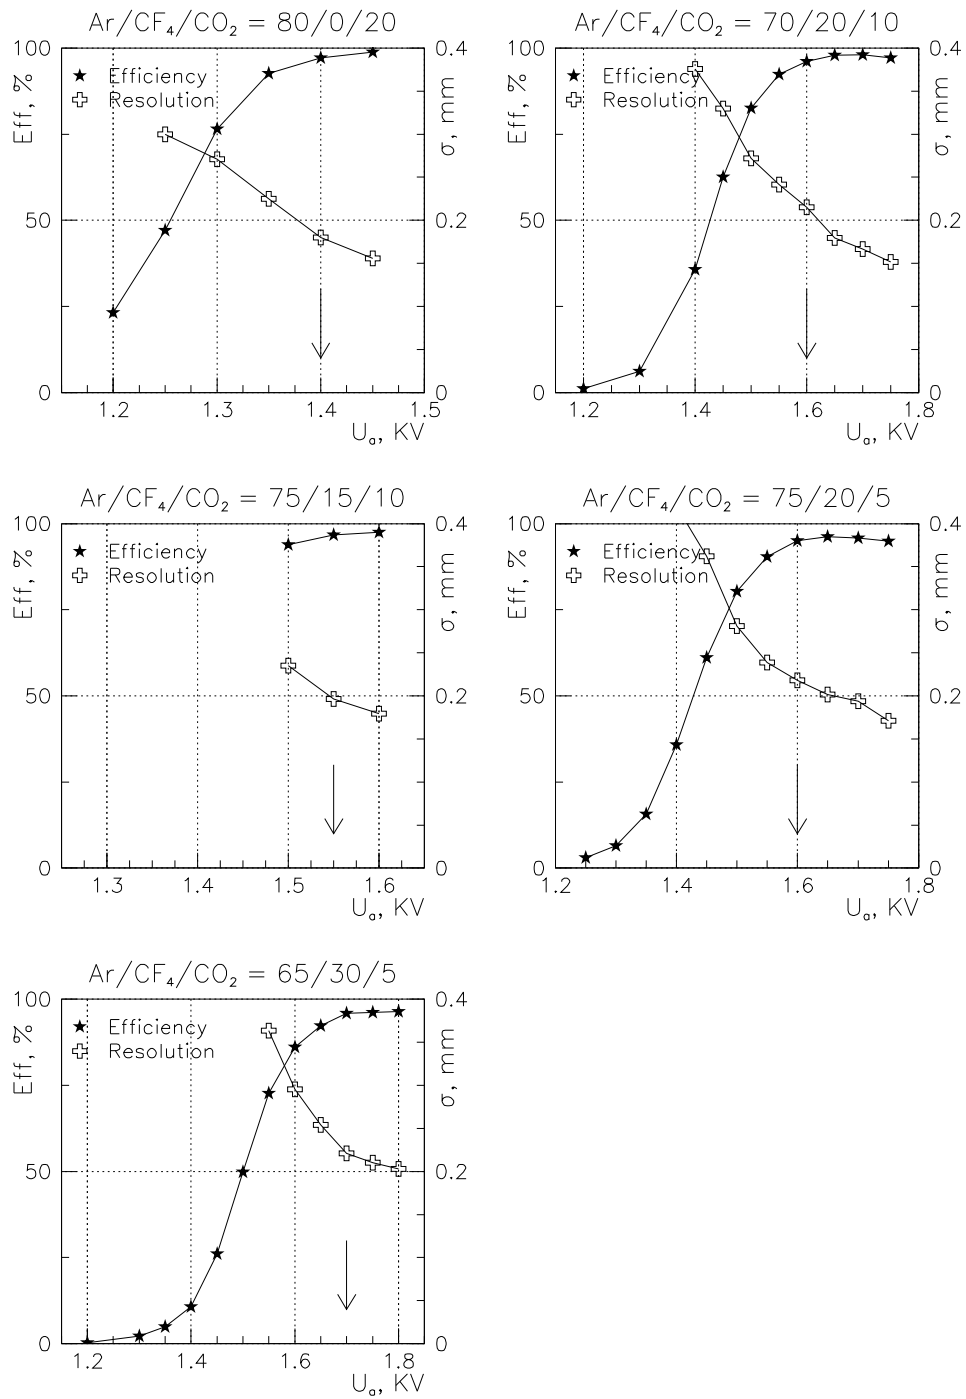 Ar/CF₄/CO₂ = 80/0/20
Eff, %
100
50
0
★ Efficiency
Resolution
0.4
0.2
0
σ, mm
1.2 1.3 1.4 1.5
Uₐ, KV
Ar/CF₄/CO₂ = 70/20/10
Eff, %
100
50
0
★ Efficiency
Resolution
0.4
0.2
0
σ, mm
1.2 1.4 1.6 1.8
Uₐ, KV
Ar/CF₄/CO₂ = 75/15/10
Eff, %
100
50
0
★ Efficiency
Resolution
0.4
0.2
0
σ, mm
1.3 1.4 1.5 1.6
Uₐ, KV
Ar/CF₄/CO₂ = 75/20/5
Eff, %
100
50
0
★ Efficiency
Resolution
0.4
0.2
0
σ, mm
1.2 1.4 1.6 1.8
Uₐ, KV
Ar/CF₄/CO₂ = 65/30/5
Eff, %
100
50
0
★ Efficiency
Resolution
0.4
0.2
0
σ, mm
1.2 1.4 1.6 1.8
Uₐ, KV